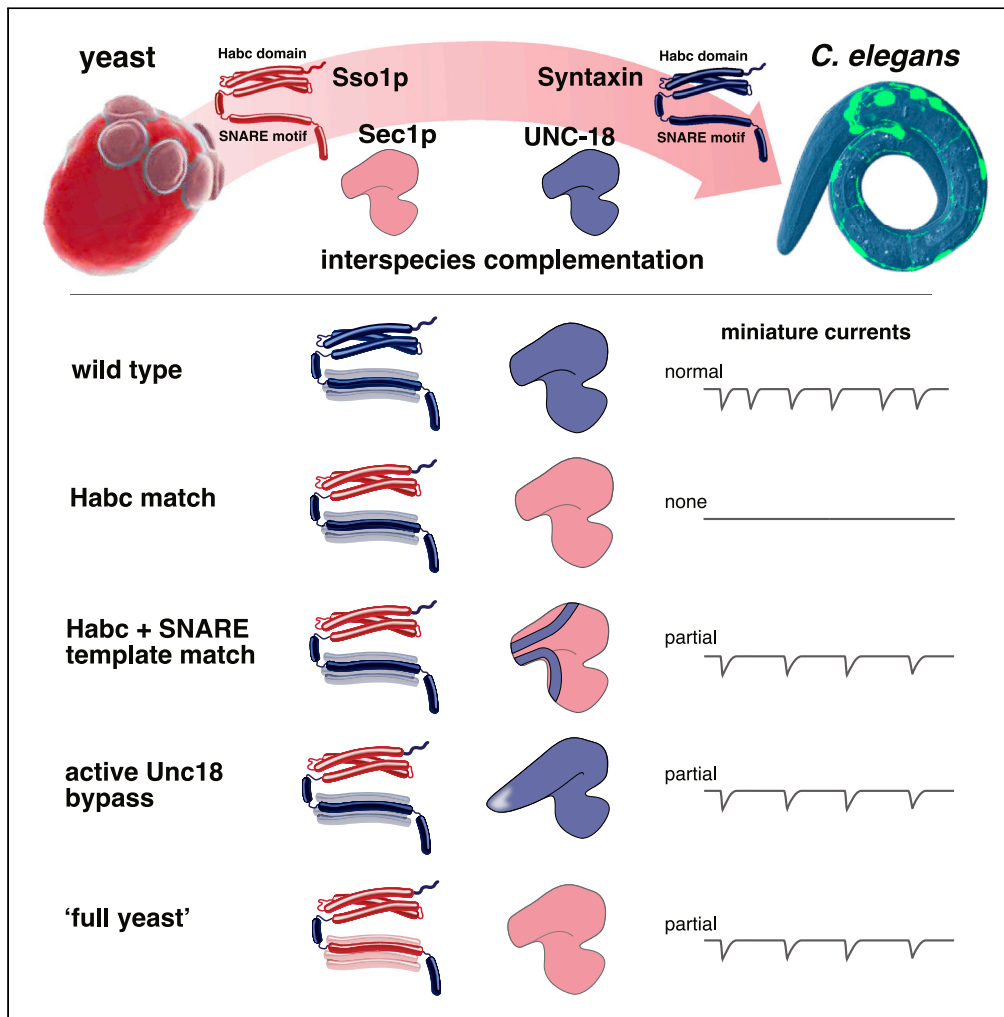 yeast
Habc domain
Sso1p
SNARE motif
Sec1p
Syntaxin
Habc domain
UNC-18
SNARE motif
C. elegans
interspecies complementation
miniature currents
wild type
normal
Habc match
none
Habc + SNARE
template match
partial
active Unc18
bypass
partial
‘full yeast’
partial